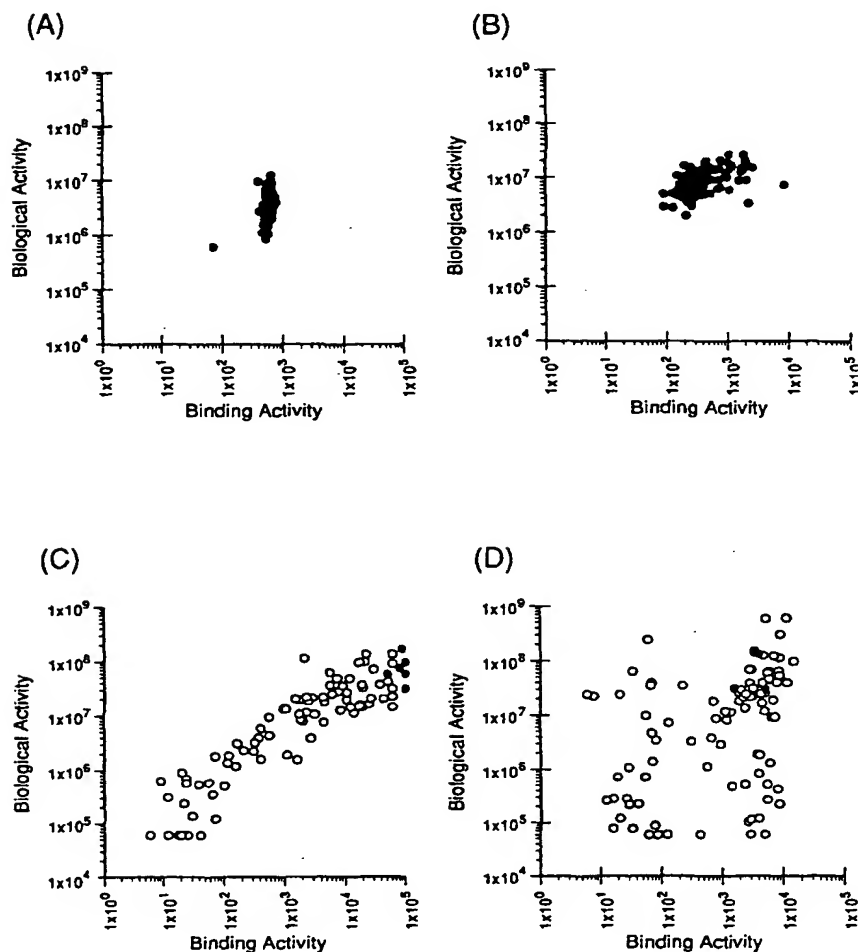 (A)
Biological Activity
1x10⁹
1x10⁸
1x10⁷
1x10⁶
1x10⁵
1x10⁴
1x10⁰
1x10¹
1x10²
1x10³
1x10⁴
1x10⁵
Binding Activity
(B)
Biological Activity
1x10⁹
1x10⁸
1x10⁷
1x10⁶
1x10⁵
1x10⁴
1x10⁰
1x10¹
1x10²
1x10³
1x10⁴
1x10⁵
Binding Activity
(C)
Biological Activity
1x10⁹
1x10⁸
1x10⁷
1x10⁶
1x10⁵
1x10⁴
1x10⁰
1x10¹
1x10²
1x10³
1x10⁴
1x10⁵
Binding Activity
(D)
Biological Activity
1x10⁹
1x10⁸
1x10⁷
1x10⁶
1x10⁵
1x10⁴
1x10⁰
1x10¹
1x10²
1x10³
1x10⁴
1x10⁵
Binding Activity